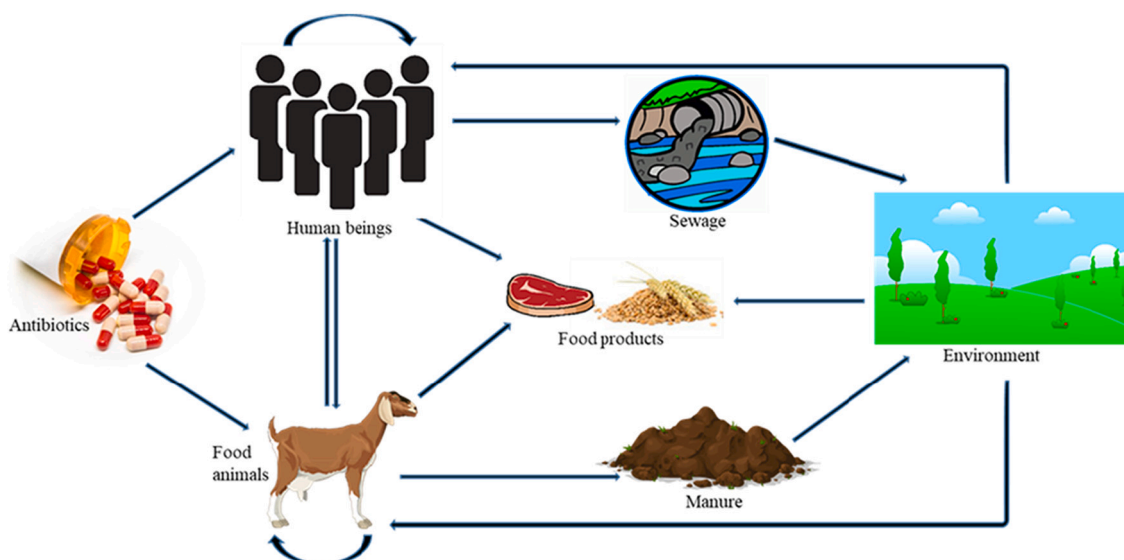 Human beings
Sewage
Antibiotics
Food products
Environment
Food
animals
Manure